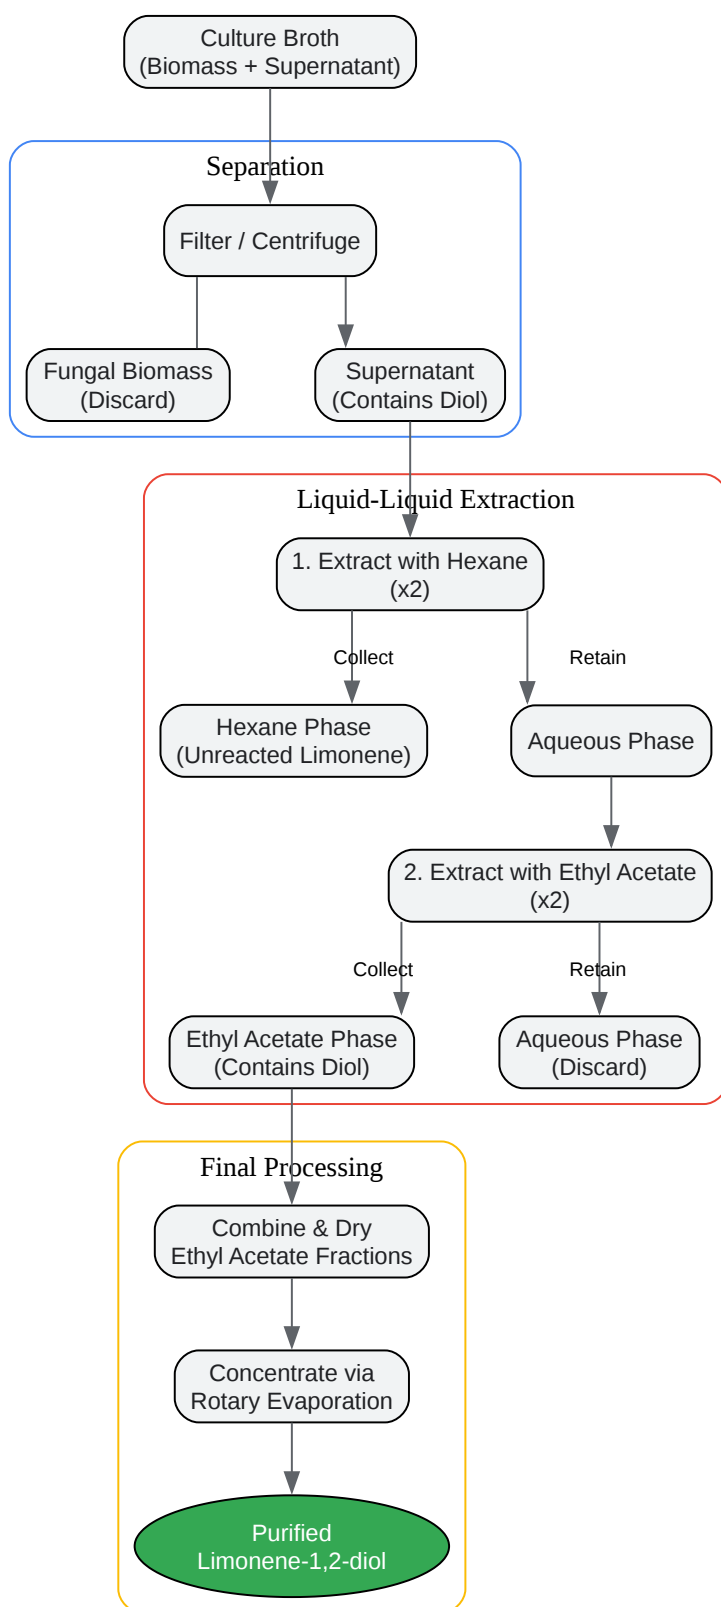 Culture Broth
(Biomass + Supernatant)
Separation
Filter / Centrifuge
Fungal Biomass
(Discard)
Supernatant
(Contains Diol)
Liquid-Liquid Extraction
1. Extract with Hexane
(x2)
Collect
Retain
Hexane Phase
(Unreacted Limonene)
Aqueous Phase
2. Extract with Ethyl Acetate
(x2)
Collect
Retain
Ethyl Acetate Phase
(Contains Diol)
Aqueous Phase
(Discard)
Final Processing
Combine & Dry
Ethyl Acetate Fractions
Concentrate via
Rotary Evaporation
Purified
Limonene-1,2-diol